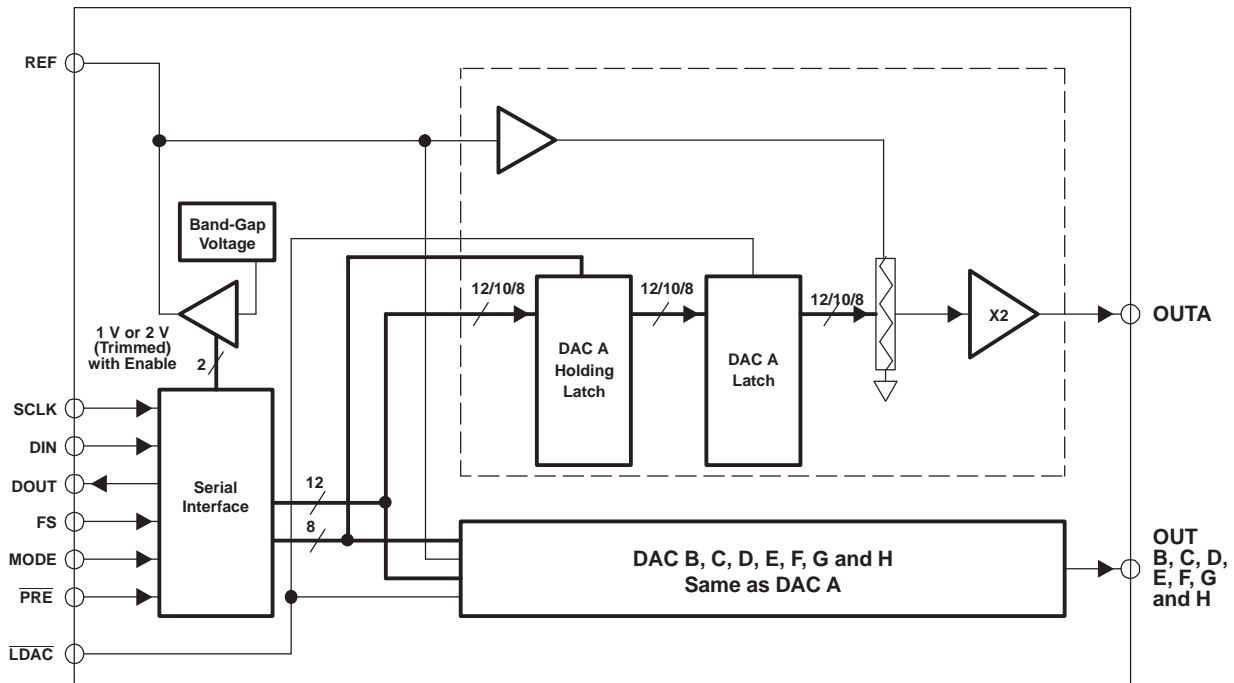 REF
Band-Gap
Voltage
1 V or 2 V
(Trimmed)
with Enable
2
SCLK
DIN
DOUT
FS
MODE
PRE
LDAC
Serial
Interface
12
8
12/10/8
DAC A
Holding
Latch
12/10/8
DAC A
Latch
12/10/8
X2
OUTA
DAC B, C, D, E, F, G and H
Same as DAC A
OUT
B, C, D,
E, F, G
and H